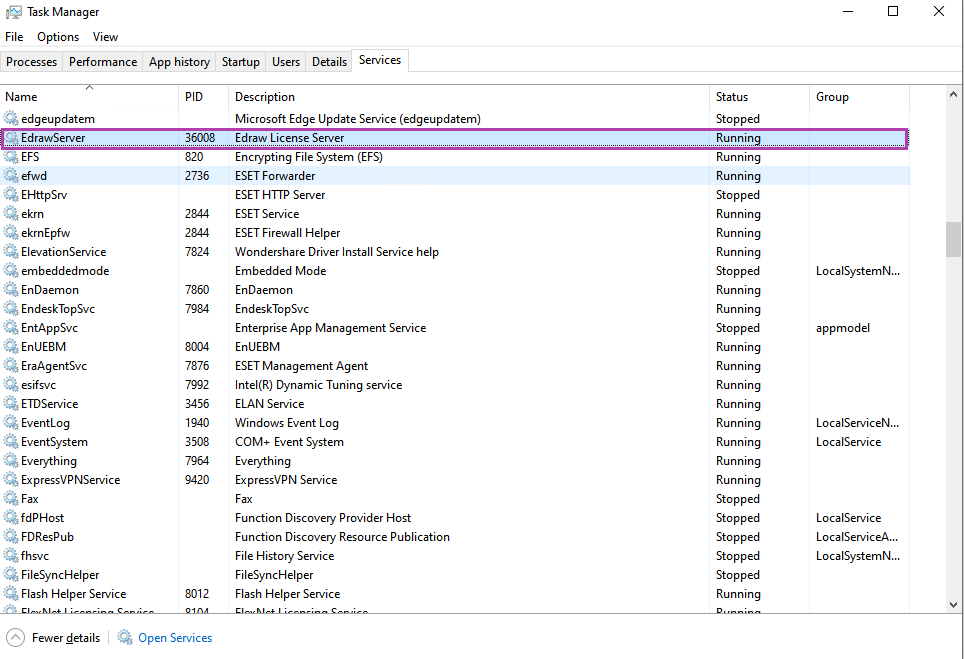 Task Manager
File Options View
Processes Performance App history Startup Users Details Services
Name PID Description Status Group
edgeupdatem Microsoft Edge Update Service (edgeupdatem) Stopped
EdrawServer 36008 Edraw License Server Running
EFS 820 Encrypting File System (EFS) Running
efwd 2736 ESET Forwarder Running
EHttpSrv ESET HTTP Server Stopped
ekrn 2844 ESET Service Running
ekrnEpfw 2844 ESET Firewall Helper Running
ElevationService 7824 Wondershare Driver Install Service help Running
embeddedmode Embedded Mode Stopped LocalSystemN...
EnDaemon 7860 EnDaemon Running
EndeskTopSvc 7984 EndeskTopSvc Running
EntAppSvc Enterprise App Management Service Stopped appmodel
EnUEBM 8004 EnUEBM Running
EraAgentSvc 7876 ESET Management Agent Running
esifsvc 7992 Intel(R) Dynamic Tuning service Running
ETDService 3456 ELAN Service Running
EventLog 1940 Windows Event Log Running LocalServiceN...
EventSystem 3508 COM+ Event System Running LocalService
Everything 7964 Everything Running
ExpressVPNService 9420 ExpressVPN Service Running
Fax Fax Stopped
fdPHost Function Discovery Provider Host Stopped LocalService
FDResPub Function Discovery Resource Publication Stopped LocalServiceA...
fhsvc File History Service Stopped LocalSystemN...
FileSyncHelper FileSyncHelper Stopped
Flash Helper Service 8012 Flash Helper Service Running
FlexNet Licensing Service 8104 FlexNet Licensing Service Running
Fewer details Open Services